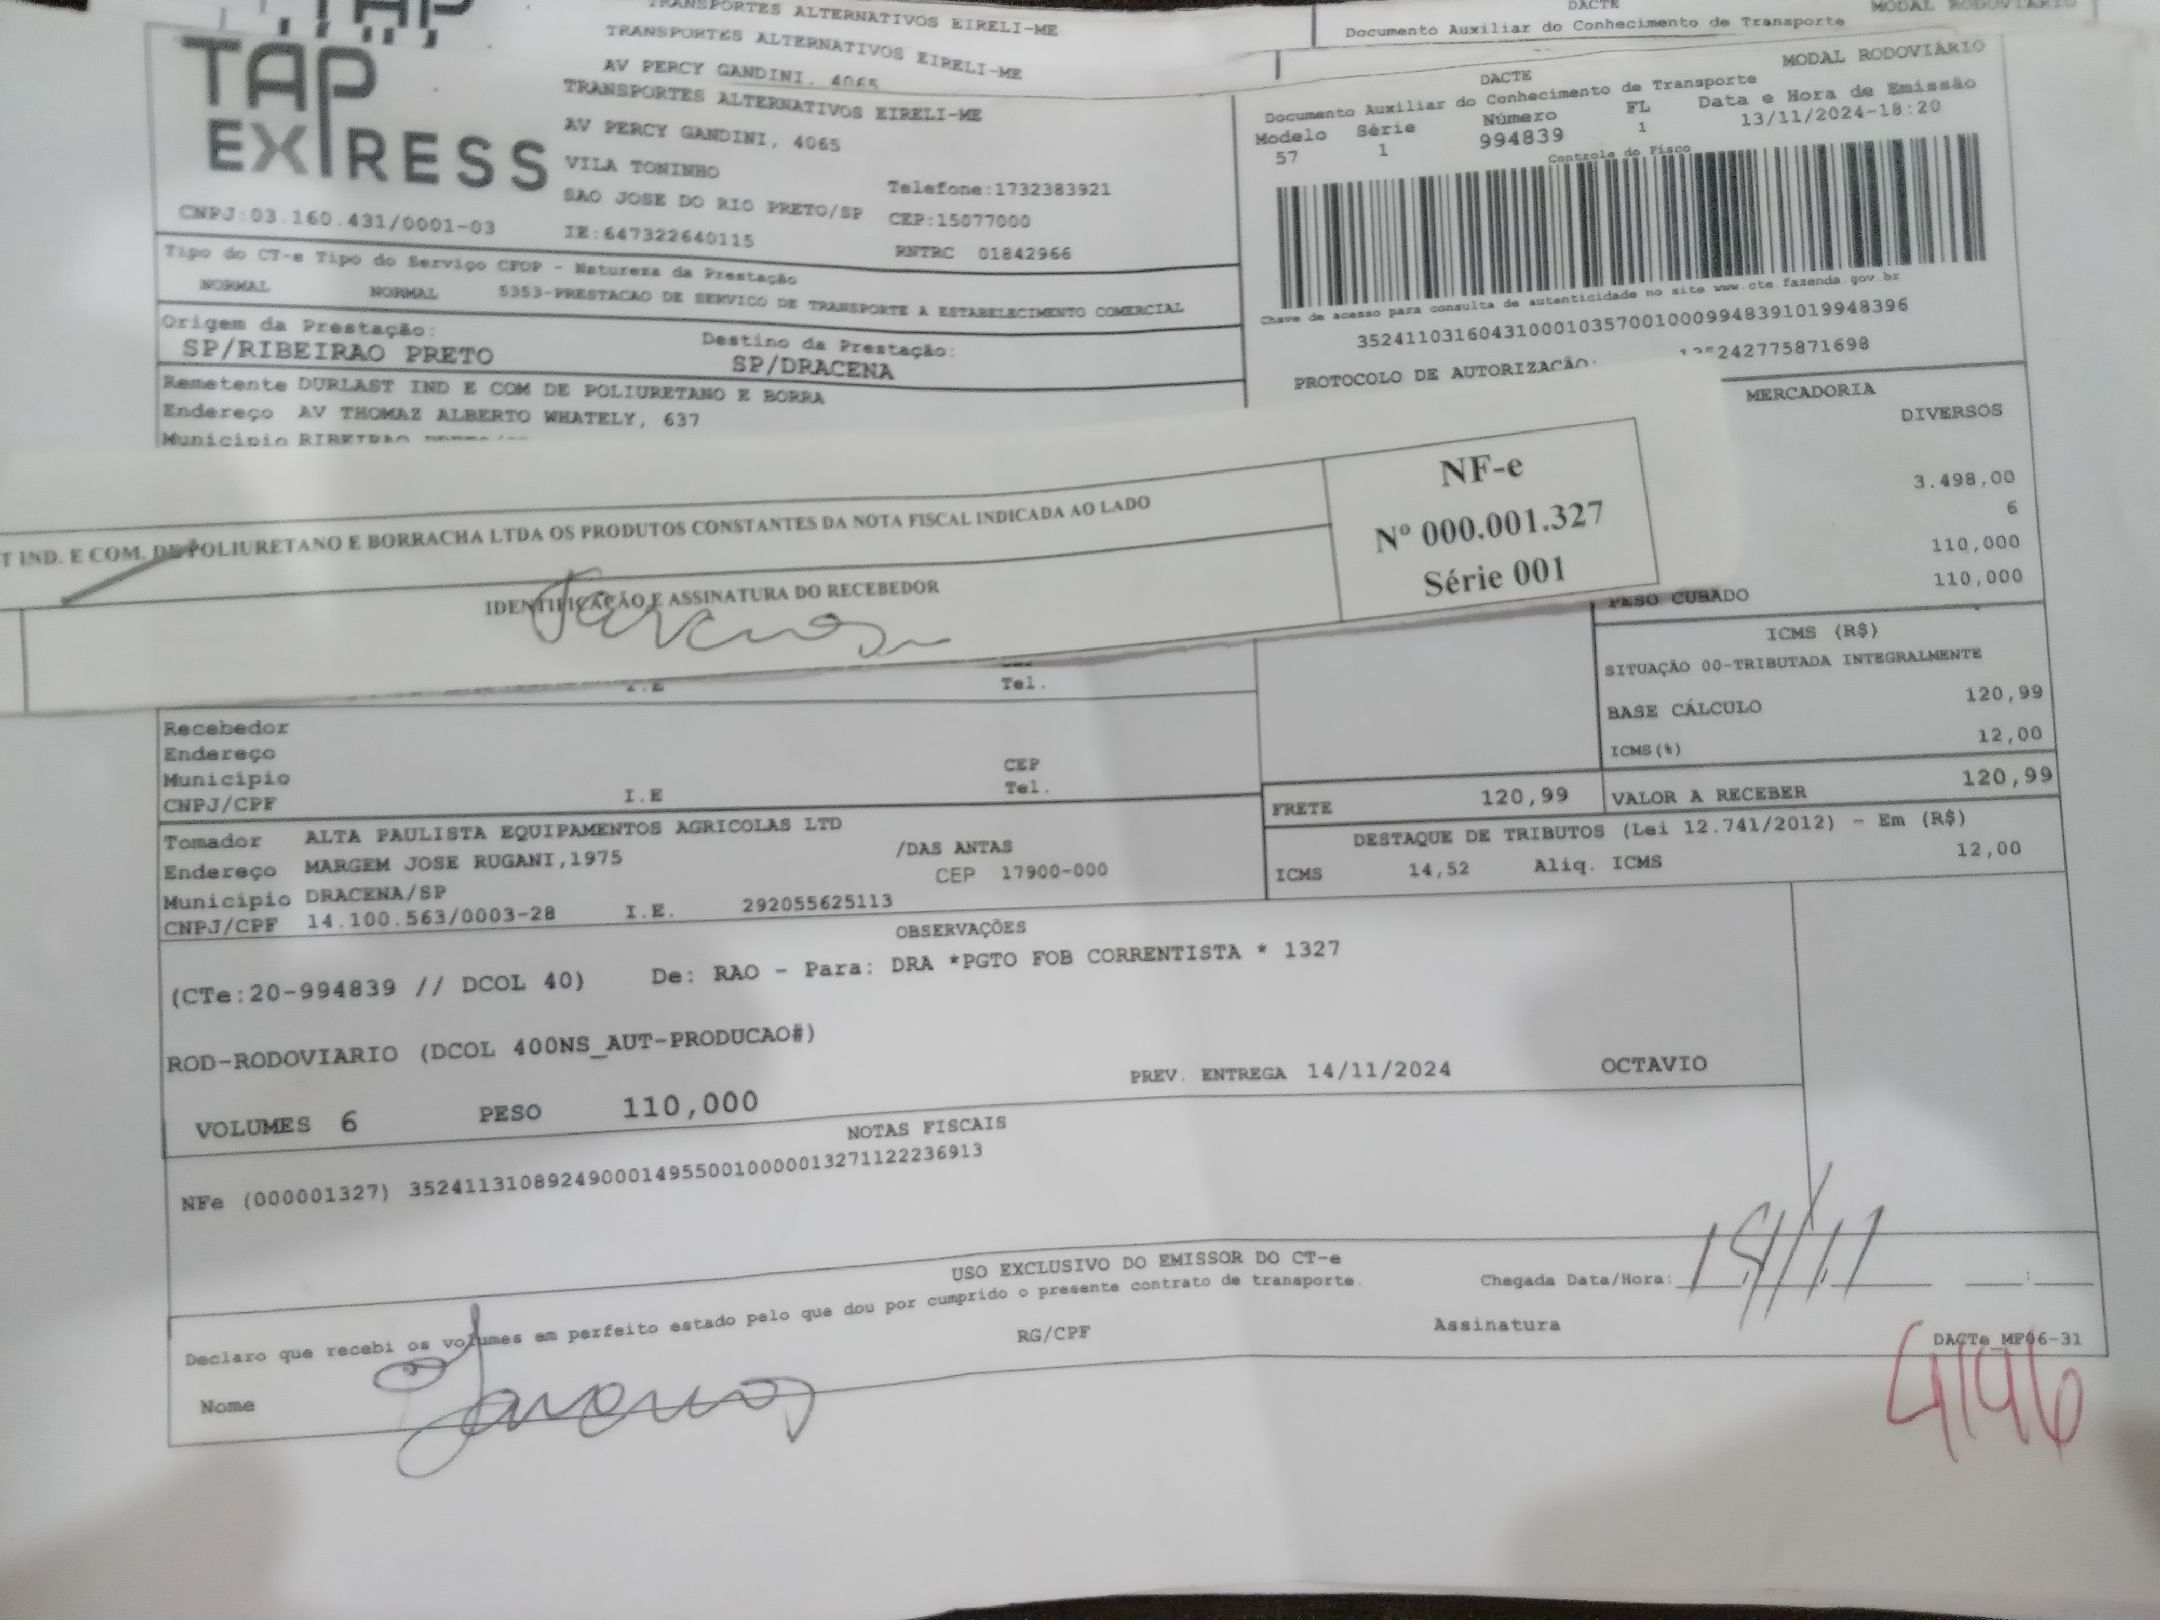 TRANSPORTES ALTERNATIVOS EIRELI-ME
TRANSPORTES ALTERNATIVOS EIRELI-ME
AV PERCY GANDINI, 4065
DACTE
MODAL RODOVIÁRIO
Documento Auxiliar do Conhecimento de Transporte
TAP
EXPRESS
CNPJ:03.160.431/0001-03
TRANSPORTES ALTERNATIVOS EIRELI-ME
AV PERCY GANDINI, 4065
VILA TONINHO
Telefone:1732383921
SAO JOSE DO RIO PRETO/SP CEP:15077000
IE:647322640115
RNTRC 01842966
DACTE
MODAL RODOVIÁRIO
Documento Auxiliar do Conhecimento de Transporte
Modelo Série Número FL Data e Hora de Emissão
57 1 994839 1 13/11/2024-18:20
Controle do Fisco
Chave de acesso para consulta de autenticidade no site www.cte.fazenda.gov.br
35241103160431000103570010009948391019948396
PROTOCOLO DE AUTORIZAÇÃO: 242775871698
Tipo do CT-e Tipo do Serviço CFOP - Natureza da Prestação
NORMAL NORMAL 5353-PRESTACAO DE SERVICO DE TRANSPORTE A ESTABELECIMENTO COMERCIAL
Origem da Prestação: Destino da Prestação:
SP/RIBEIRAO PRETO SP/DRACENA
Remetente DURLAST IND E COM DE POLIURETANO E BORRA
Endereço AV THOMAZ ALBERTO WHATELY, 637
Município RIBEIRAO
MERCADORIA
DIVERSOS
3.498,00
6
110,000
110,000
PESO CUBADO
T IND. E COM. DE POLIURETANO E BORRACHA LTDA OS PRODUTOS CONSTANTES DA NOTA FISCAL INDICADA AO LADO
IDENTIFICAÇÃO E ASSINATURA DO RECEBEDOR
NF-e
Nº 000.001.327
Série 001
I.E Tel.
Recebedor
Endereço
Município CEP
CNPJ/CPF I.E Tel.
ICMS (R$)
SITUAÇÃO 00-TRIBUTADA INTEGRALMENTE
BASE CÁLCULO 120,99
ICMS(%) 12,00
FRETE 120,99 VALOR A RECEBER 120,99
Tomador ALTA PAULISTA EQUIPAMENTOS AGRICOLAS LTD
Endereço MARGEM JOSE RUGANI,1975 /DAS ANTAS
Município DRACENA/SP CEP 17900-000
CNPJ/CPF 14.100.563/0003-28 I.E. 292055625113
DESTAQUE DE TRIBUTOS (Lei 12.741/2012) - Em (R$)
ICMS 14,52 Aliq. ICMS 12,00
OBSERVAÇÕES
(CTe:20-994839 // DCOL 40) De: RAO - Para: DRA *PGTO FOB CORRENTISTA * 1327
ROD-RODOVIARIO (DCOL 400NS_AUT-PRODUCAO#)
PREV. ENTREGA 14/11/2024 OCTAVIO
VOLUMES 6 PESO 110,000
NOTAS FISCAIS
NFe (000001327) 35241131089249000149550010000013271122236913
USO EXCLUSIVO DO EMISSOR DO CT-e
Declaro que recebi os volumes em perfeito estado pelo que dou por cumprido o presente contrato de transporte.
Chegada Data/Hora: 14/11 :
Nome RG/CPF Assinatura
DACTe_MF06-31
4196